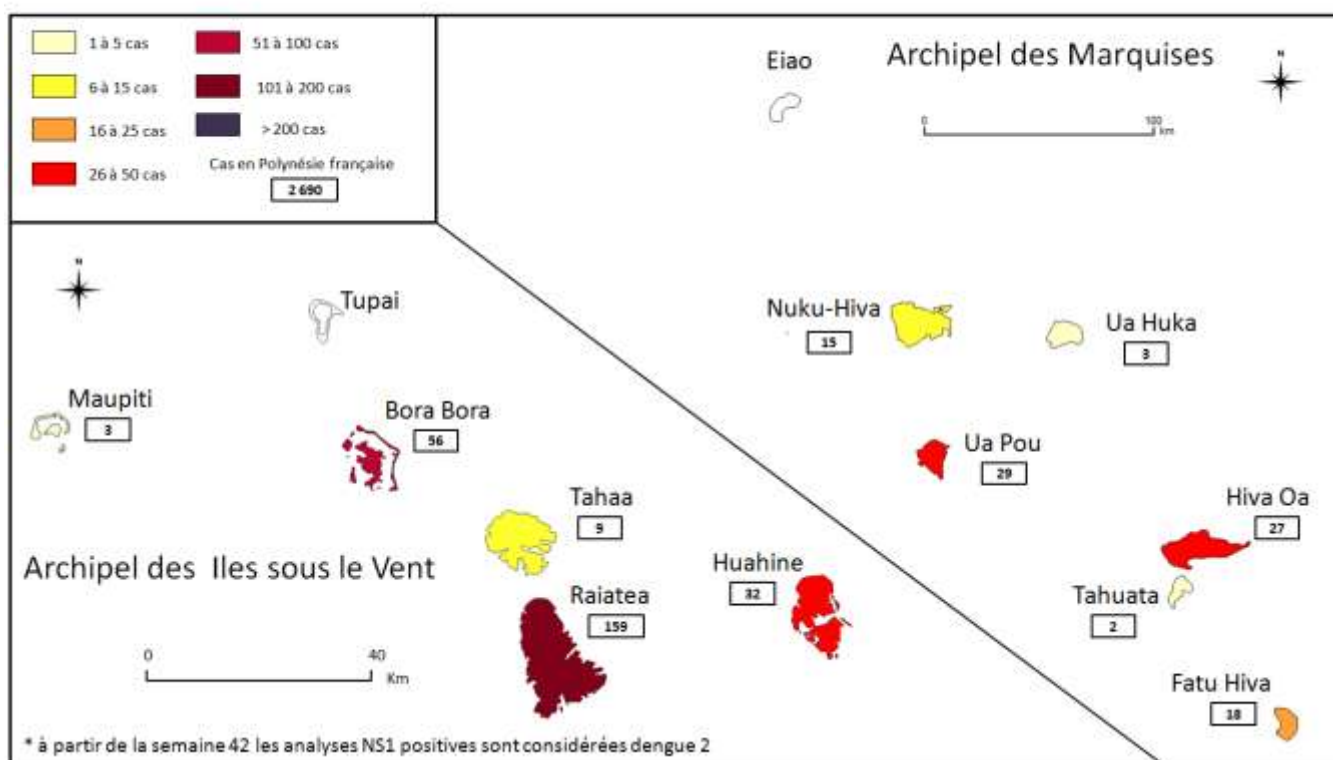 1 à 5 cas
51 à 100 cas
6 à 15 cas
101 à 200 cas
16 à 25 cas
> 200 cas
26 à 50 cas
Cas en Polynésie française
2 690
Eiao
Archipel des Marquises
N
0
100
km
N
Tupai
Nuku-Hiva
15
Ua Huka
3
Maupiti
3
Bora Bora
56
Ua Pou
29
Tahaa
9
Hiva Oa
27
Archipel des Iles sous le Vent
Huahine
32
Raiatea
159
Tahuata
2
0
40
Km
Fatu Hiva
18
* à partir de la semaine 42 les analyses NS1 positives sont considérées dengue 2